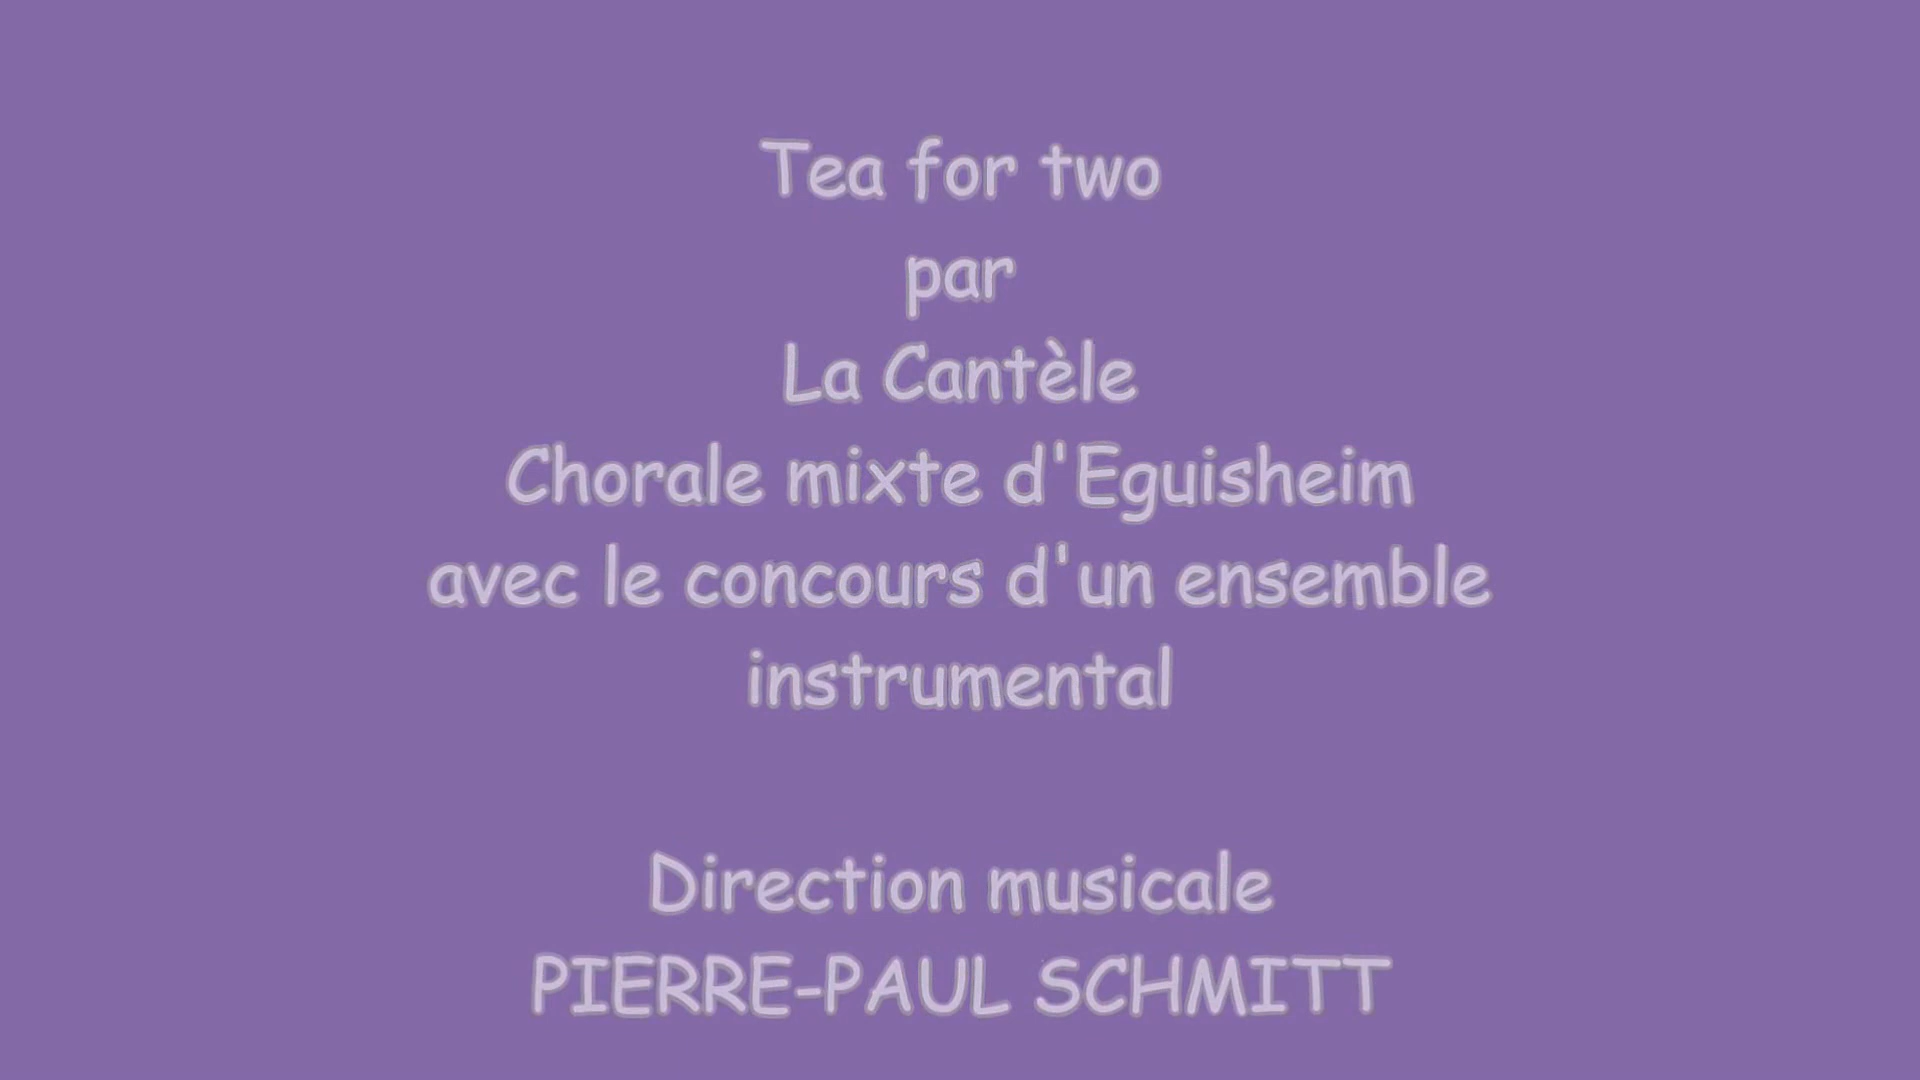 Tea for two
par
La Cantèle
Chorale mixte d'Eguisheim
avec le concours d'un ensemble
instrumental
Direction musicale
PIERRE-PAUL SCHMITT